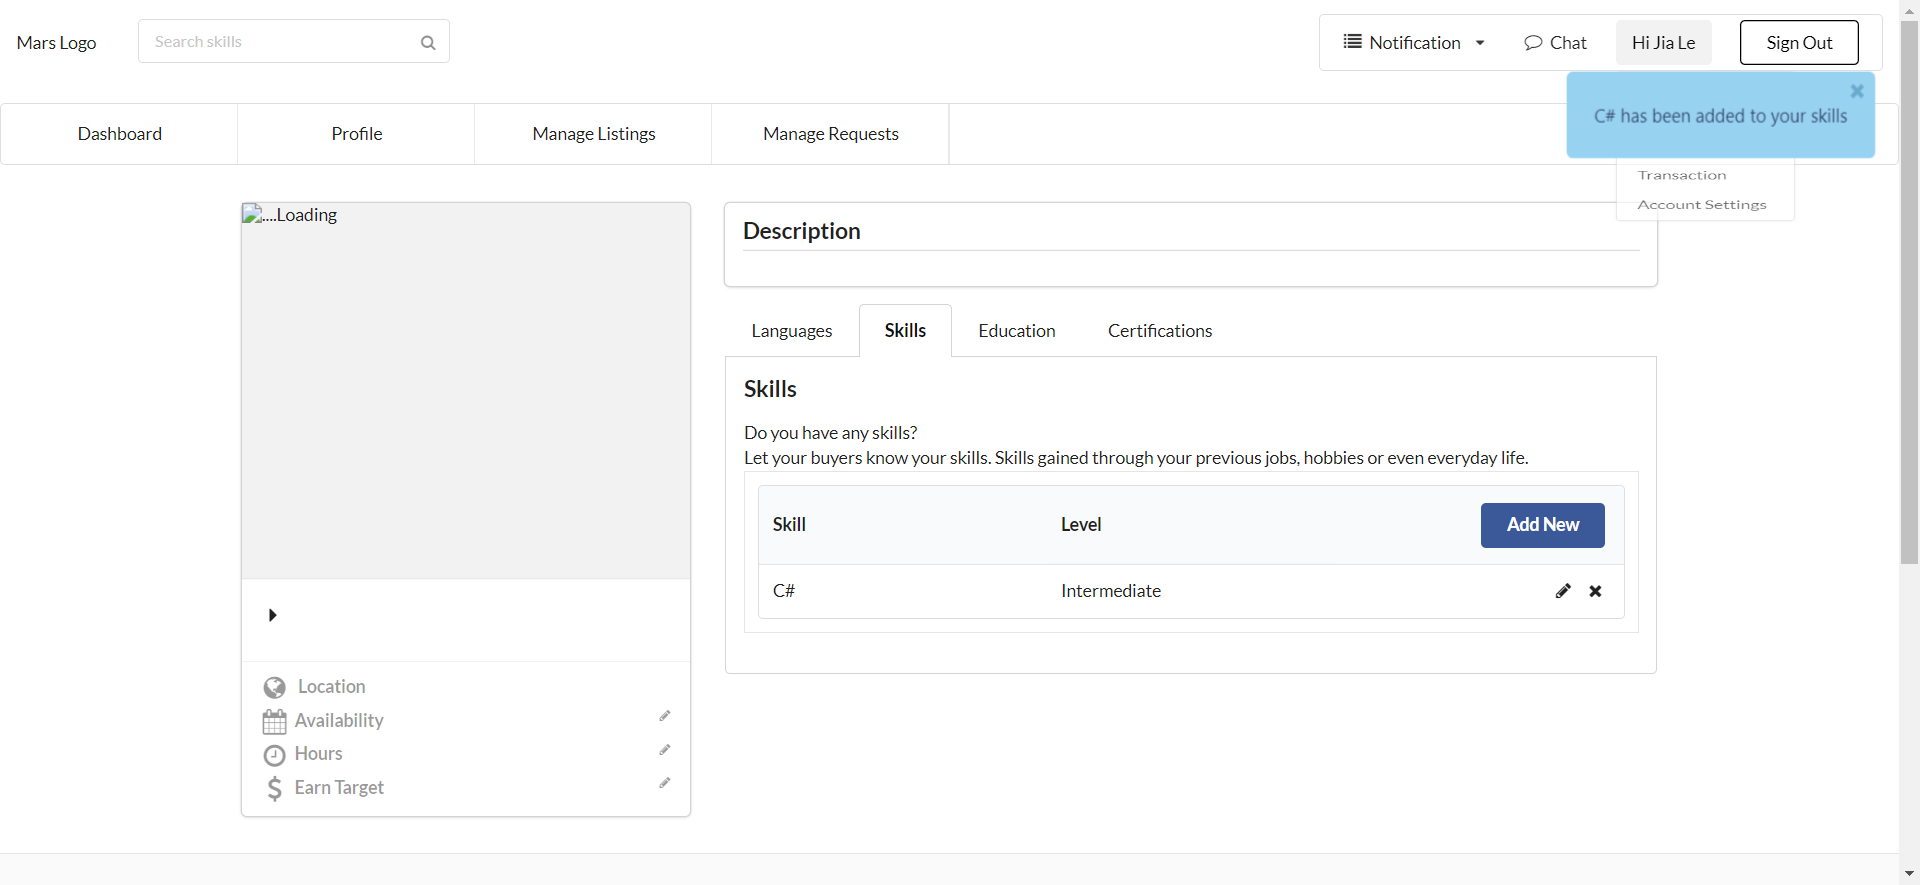 Mars Logo
Search skills
Notification
Chat
Hi Jia Le
Sign Out
C# has been added to your skills
Dashboard
Profile
Manage Listings
Manage Requests
Transaction
Account Settings
....Loading
Description
Languages
Skills
Education
Certifications
Skills
Do you have any skills?
Let your buyers know your skills. Skills gained through your previous jobs, hobbies or even everyday life.
Skill
Level
Add New
C#
Intermediate
Location
Availability
Hours
Earn Target